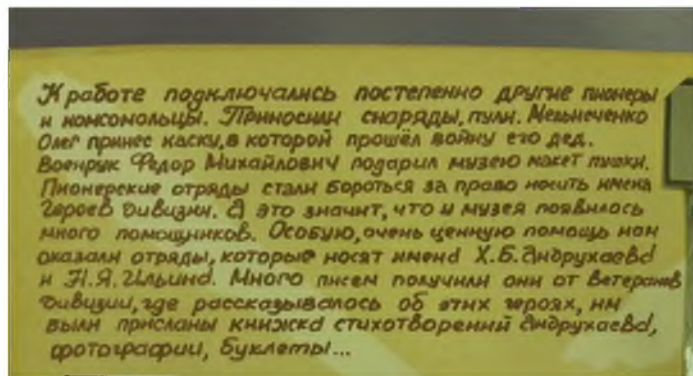 К работе подключались постепенно другие пионеры
и комсомольцы. Приносили снаряды, пули. Мельниченко
Олег принес каску, в которой прошёл войну его дед.
Военрук Федор Михайлович подарил музею макет пушки.
Пионерские отряды стали бороться за право носить имена
героев дивизии. А это значит, что у музея появилось
много помощников. Особую, очень ценную помощь нам
оказали отряды, которые носят имена Х.Б. Андрухаева
и Н.Я. Ильина. Много писем получили они от ветеранов
дивизии, где рассказывалось об этих героях, им
были присланы книжка стихотворений Андрухаева,
фотографии, буклеты...